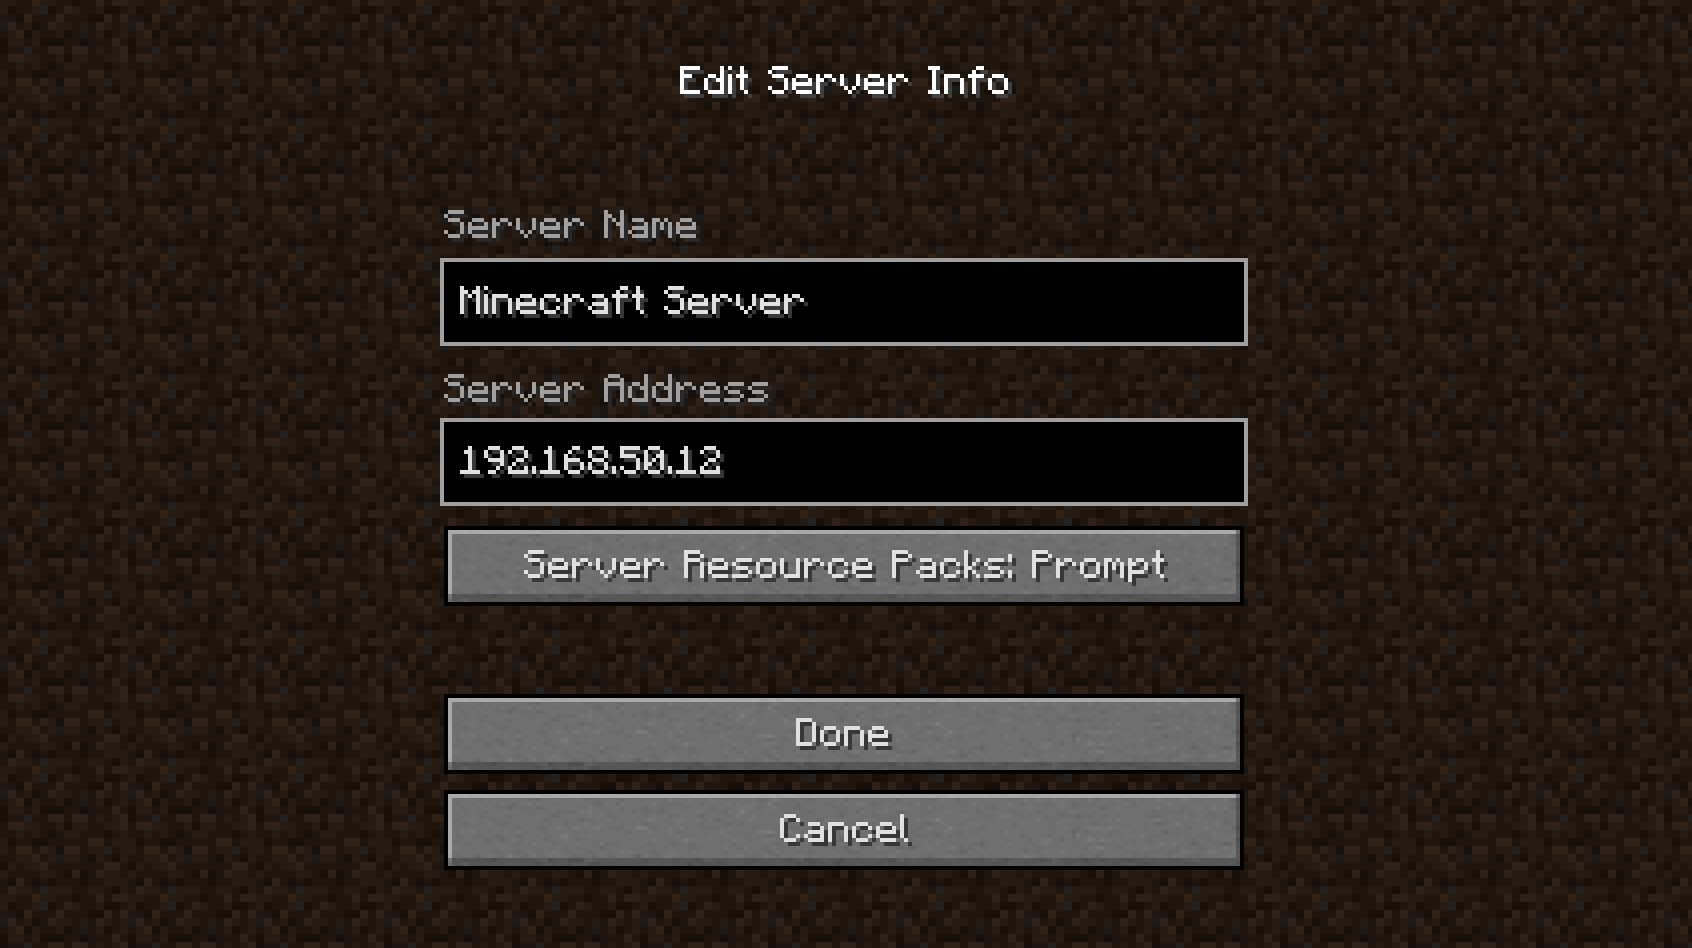 Edit Server Info
Server Name
Minecraft Server
Server Address
192.168.50.12
Server Resource Packs: Prompt
Done
Cancel